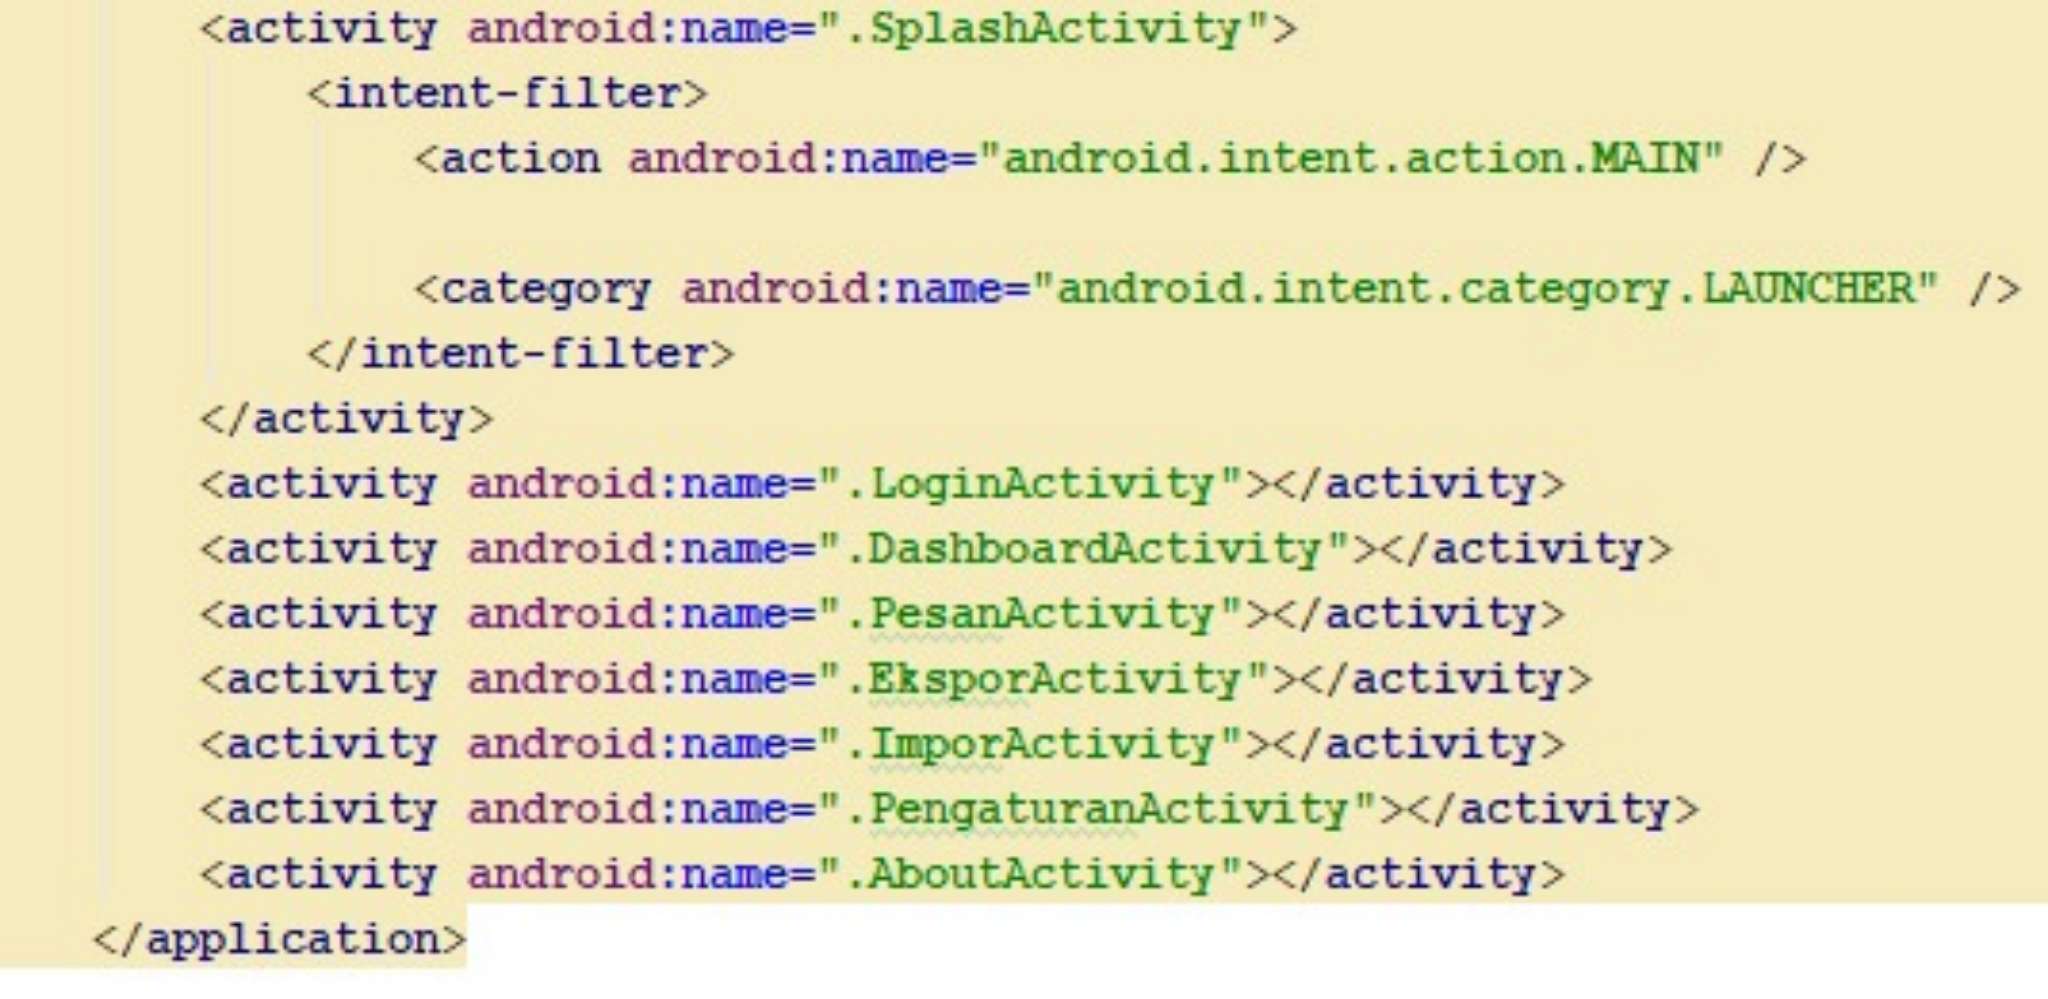 <activity android:name=".SplashActivity">
<intent-filter>
<action android:name="android.intent.action.MAIN" />
<category android:name="android.intent.category.LAUNCHER" />
</intent-filter>
</activity>
<activity android:name=".LoginActivity"></activity>
<activity android:name=".DashboardActivity"></activity>
<activity android:name=".PesanActivity"></activity>
<activity android:name=".EksporActivity"></activity>
<activity android:name=".ImporActivity"></activity>
<activity android:name=".PengaturanActivity"></activity>
<activity android:name=".AboutActivity"></activity>
</application>